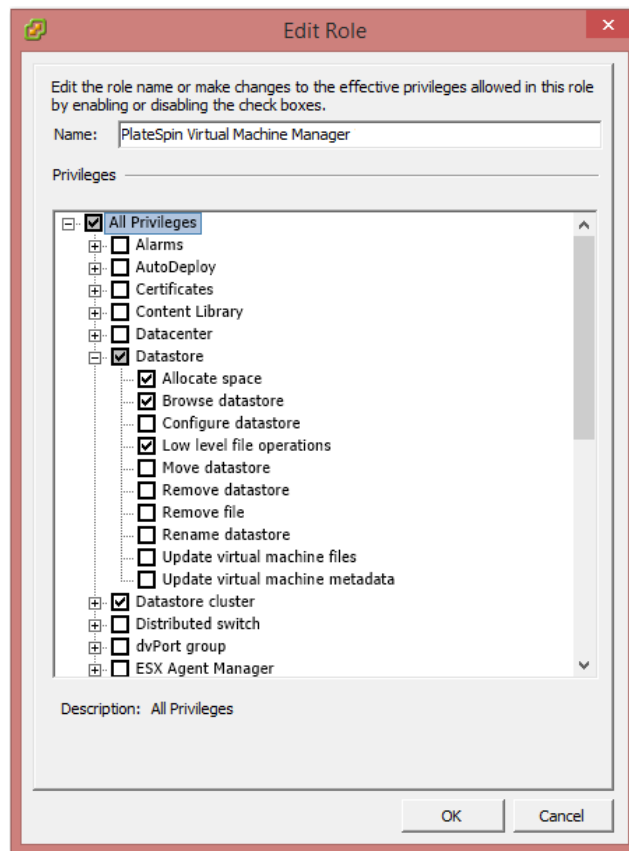 Edit Role
Edit the role name or make changes to the effective privileges allowed in this role
by enabling or disabling the check boxes.
Name: PlateSpin Virtual Machine Manager
Privileges
All Privileges
Alarms
AutoDeploy
Certificates
Content Library
Datacenter
Datastore
Allocate space
Browse datastore
Configure datastore
Low level file operations
Move datastore
Remove datastore
Remove file
Rename datastore
Update virtual machine files
Update virtual machine metadata
Datastore cluster
Distributed switch
dvPort group
ESX Agent Manager
Description: All Privileges
OK Cancel